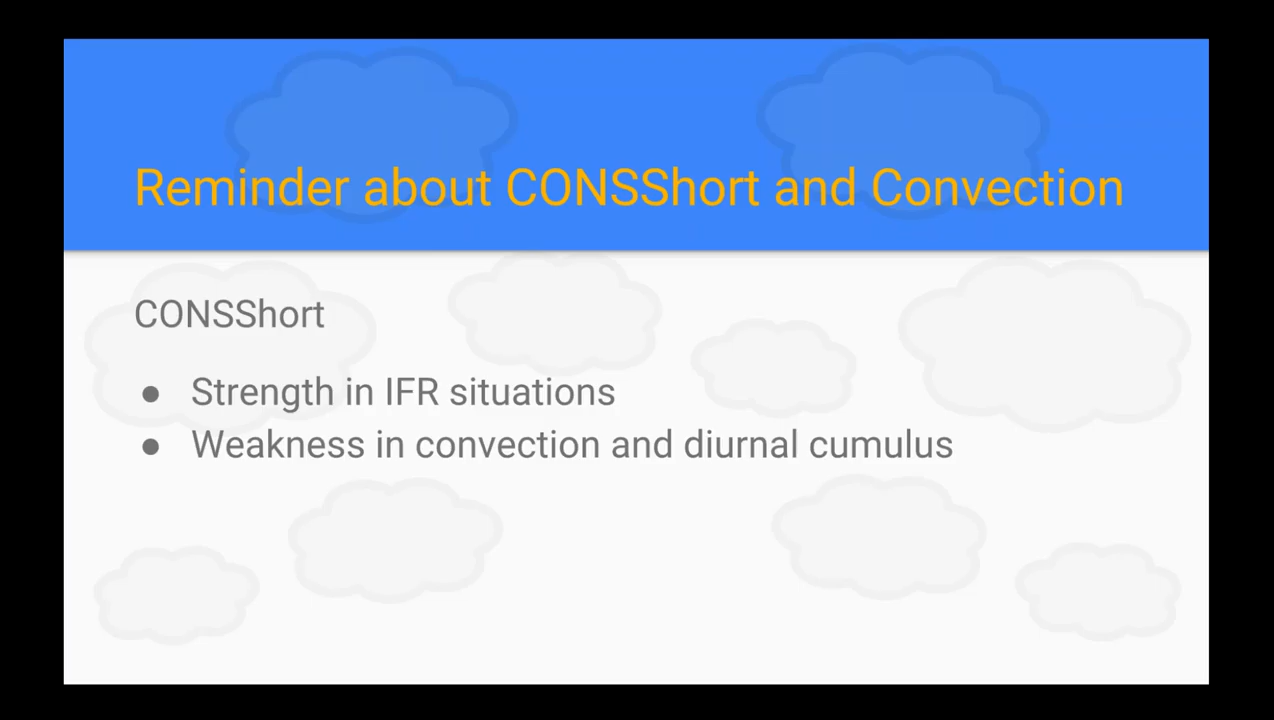 Reminder about CONSShort and Convection
CONSShort
● Strength in IFR situations
● Weakness in convection and diurnal cumulus